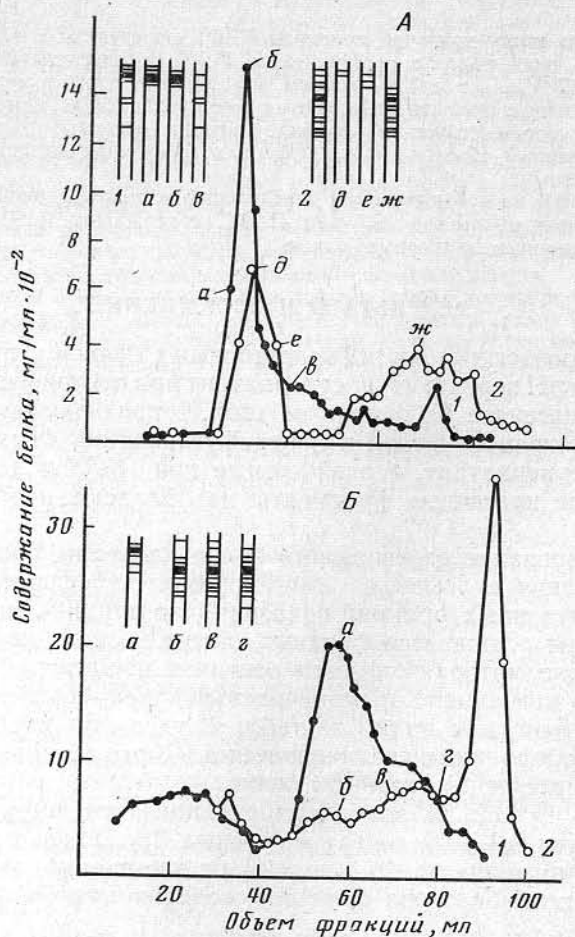 А
Содержание белка, мг/мл·10⁻²
14
12
10
8
6
4
2
1 а б в
2 д е ж
б
а
д
е
в
ж
1
2
Б
30
20
10
а б в г
а
б
в
г
1 2
20 40 60 80 100
Объем фракций, мл